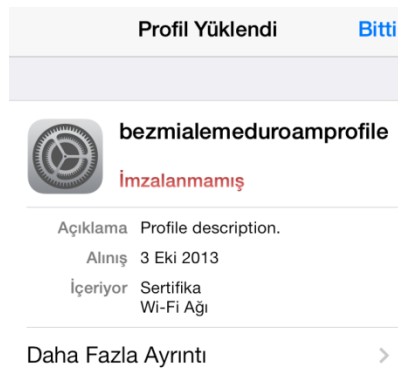 Profil Yüklendi Bitti
bezmialemeduroamprofile
İmzalanmamış
Açıklama Profile description.
Alınış 3 Eki 2013
İçeriyor Sertifika
Wi-Fi Ağı
Daha Fazla Ayrıntı